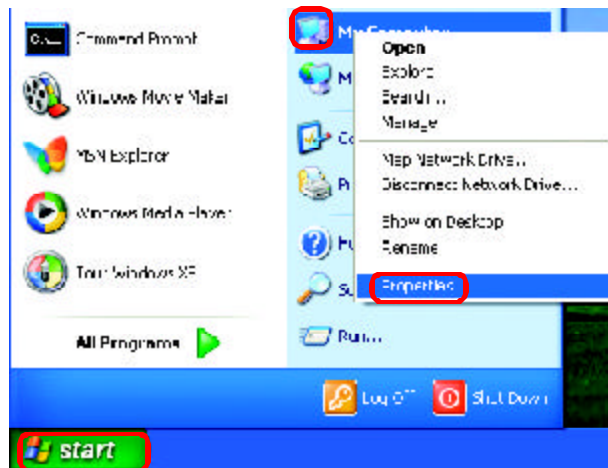 Command Prompt
Windows Movie Maker
MSN Explorer
Windows Media Player
Tour Windows XP
All Programs
My Computer
M
Co
P
Run...
Open
Explore
Search...
Manage
Map Network Drive...
Disconnect Network Drive...
Show on Desktop
Rename
Properties
Log Off
Shut Down
start